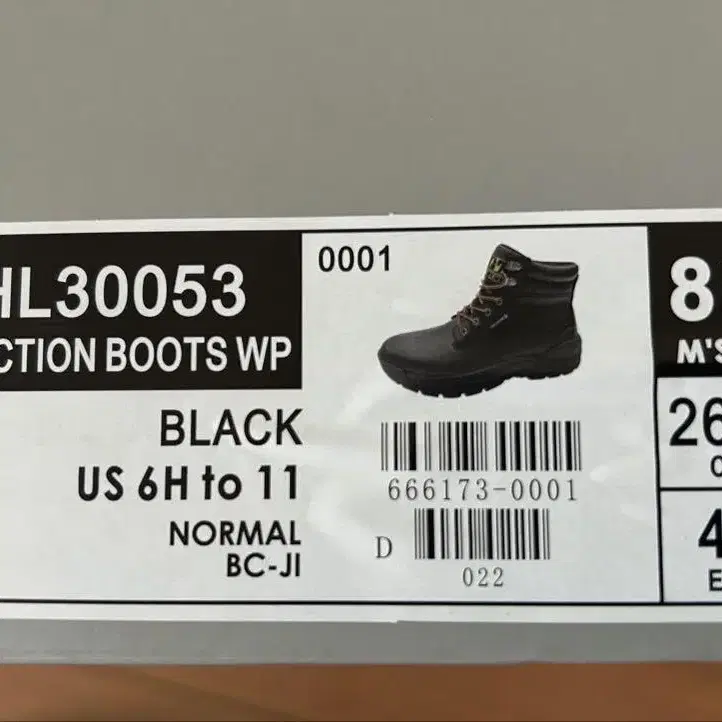 HL30053
CTION BOOTS WP
BLACK
US 6H to 11
NORMAL
BC-JI
0001
666173-0001
D
022
8
M'S
26
4
E